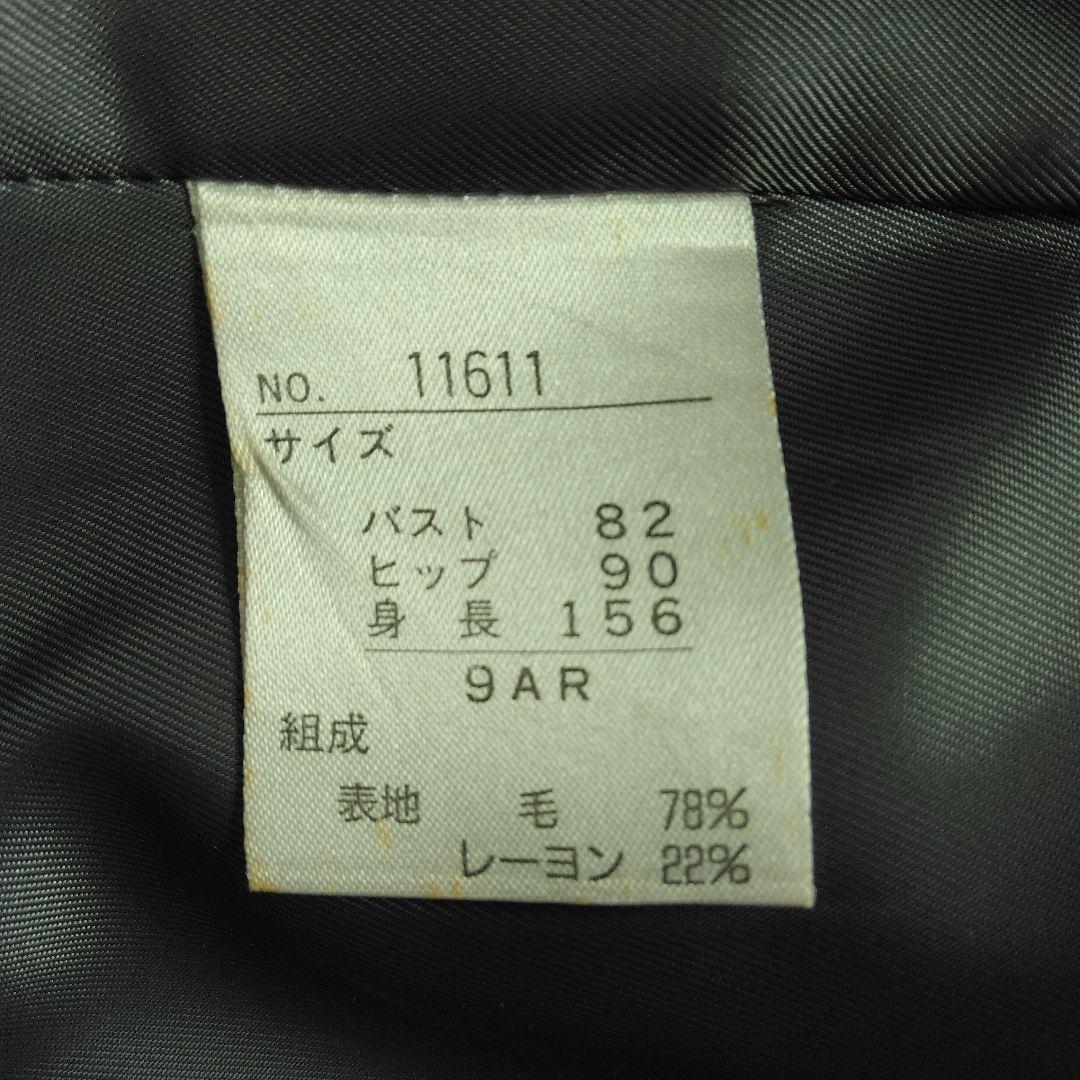 NO. 11611
サイズ
バスト 82
ヒップ 90
身長 156
9AR
組成
表地 毛 78%
レーヨン 22%